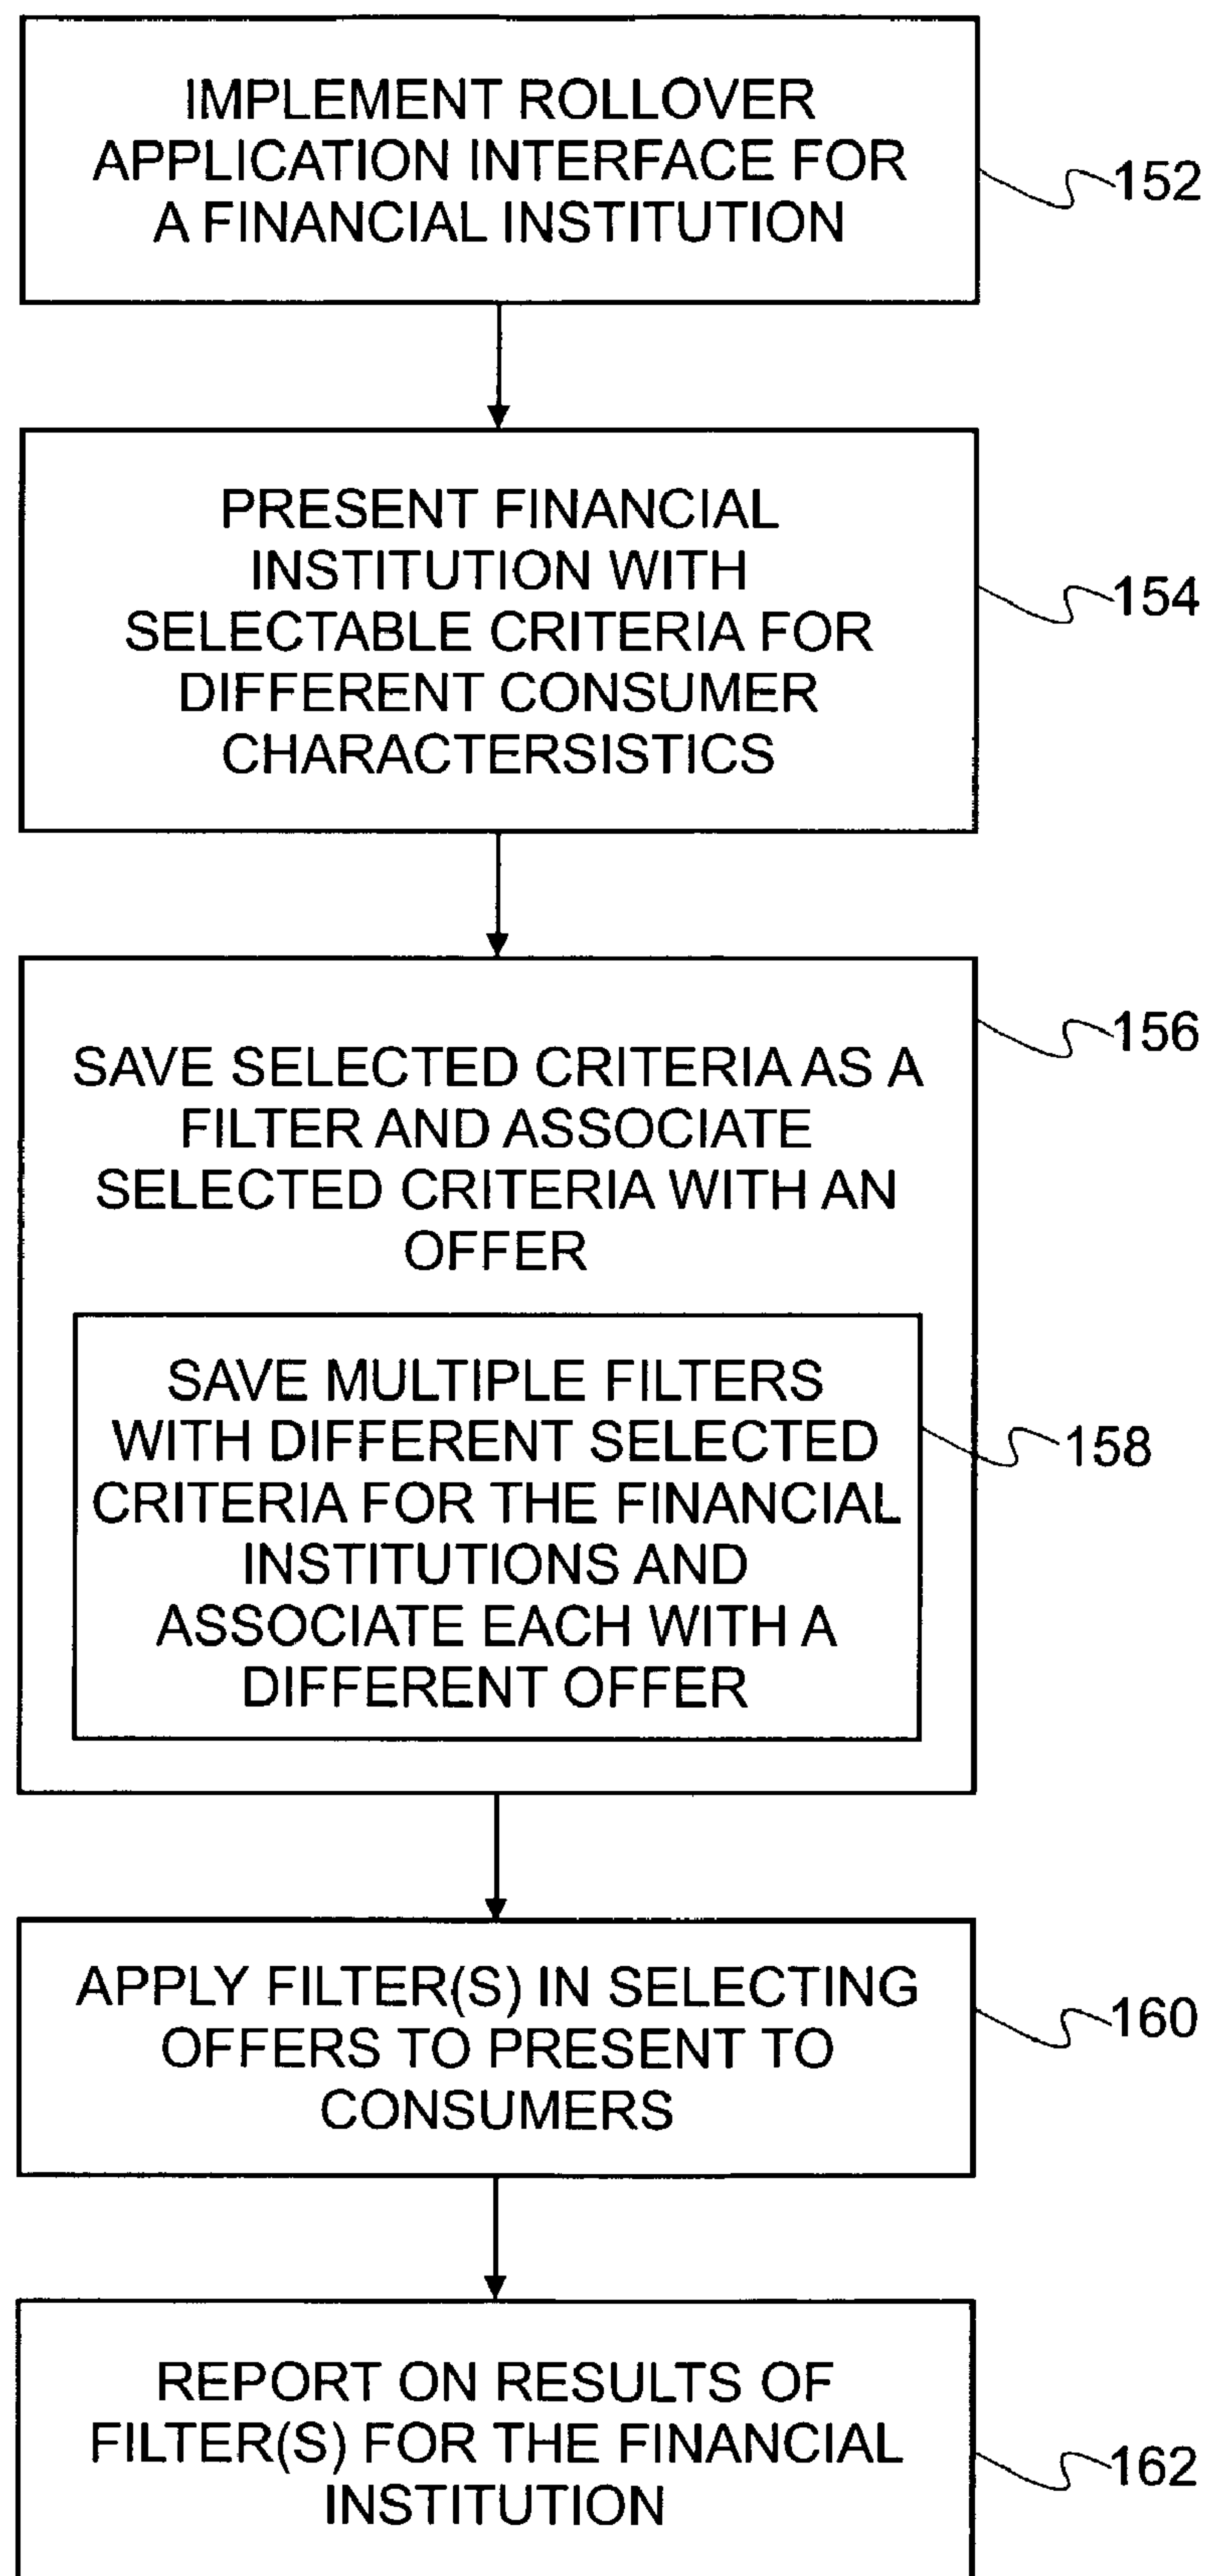 IMPLEMENT ROLLOVER
APPLICATION INTERFACE FOR
A FINANCIAL INSTITUTION
152
PRESENT FINANCIAL
INSTITUTION WITH
SELECTABLE CRITERIA FOR
DIFFERENT CONSUMER
CHARACTERSISTICS
154
156
SAVE SELECTED CRITERIA AS A
FILTER AND ASSOCIATE
SELECTED CRITERIA WITH AN
OFFER
SAVE MULTIPLE FILTERS
WITH DIFFERENT SELECTED
CRITERIA FOR THE FINANCIAL
INSTITUTIONS AND
ASSOCIATE EACH WITH A
DIFFERENT OFFER
158
APPLY FILTER(S) IN SELECTING
OFFERS TO PRESENT TO
CONSUMERS
160
REPORT ON RESULTS OF
FILTER(S) FOR THE FINANCIAL
INSTITUTION
162